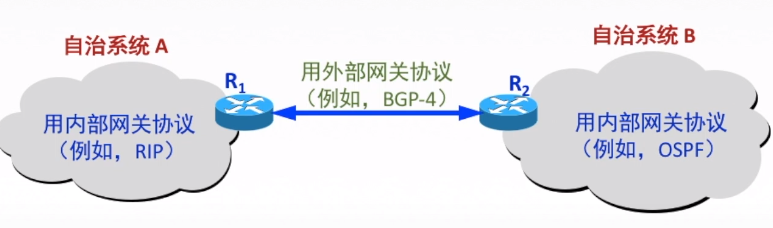 自治系统 A
自治系统 B
R1
用外部网关协议
（例如，BGP-4）
R2
用内部网关协议
（例如，RIP）
用内部网关协议
（例如，OSPF）